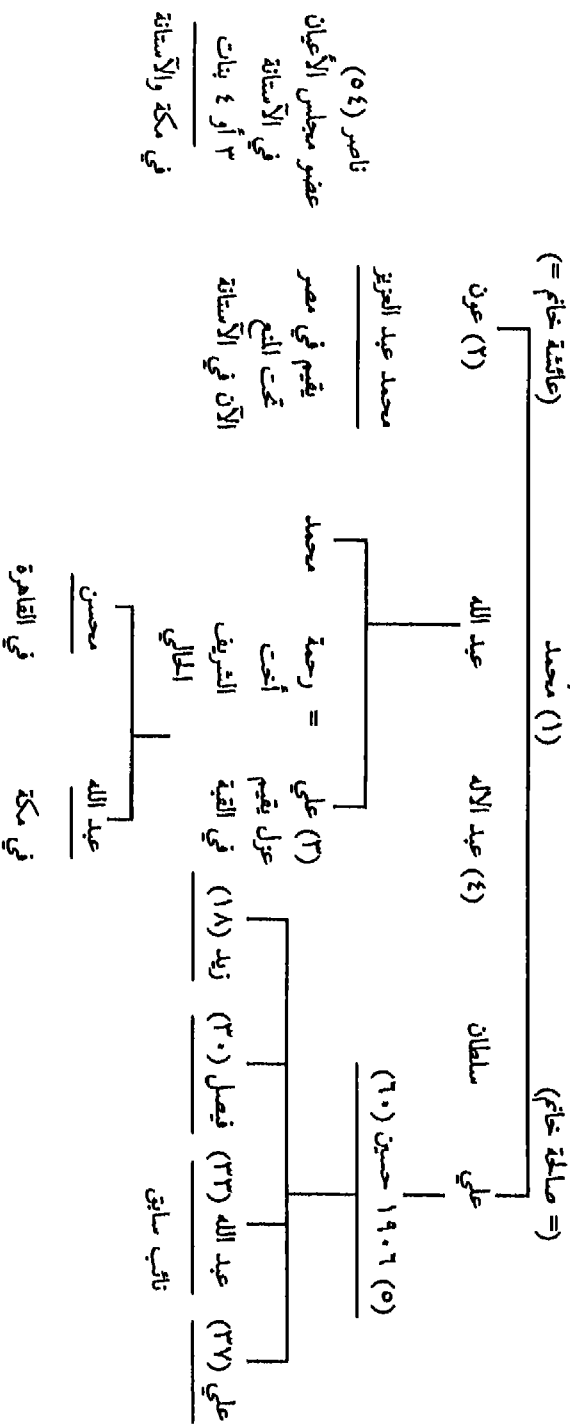 (= صالحة خانم) محمد (١) (عائشة خانم =)
علي سلطان عبد الاله (٤) عبد الله عون (٢)
(٥) ١٩٠٦ حسين (٦٠)
محمد عبد العزيز
يقيم في مصر
تحت المنع
الآن في الآستانة
ناصر (٥٤)
عضو مجلس الأعيان
في الآستانة
٣ أو ٤ بنات
في مكة والآستانة
(٣) علي = رحمة محمد
عزل يقيم
في القبة
أخت
الشريف
الحالي
علي (٣٧) عبد الله (٣٣) فيصل (٣٠) زيد (١٨)
نائب سابق
عبد الله محسن
في مكة في القاهرة